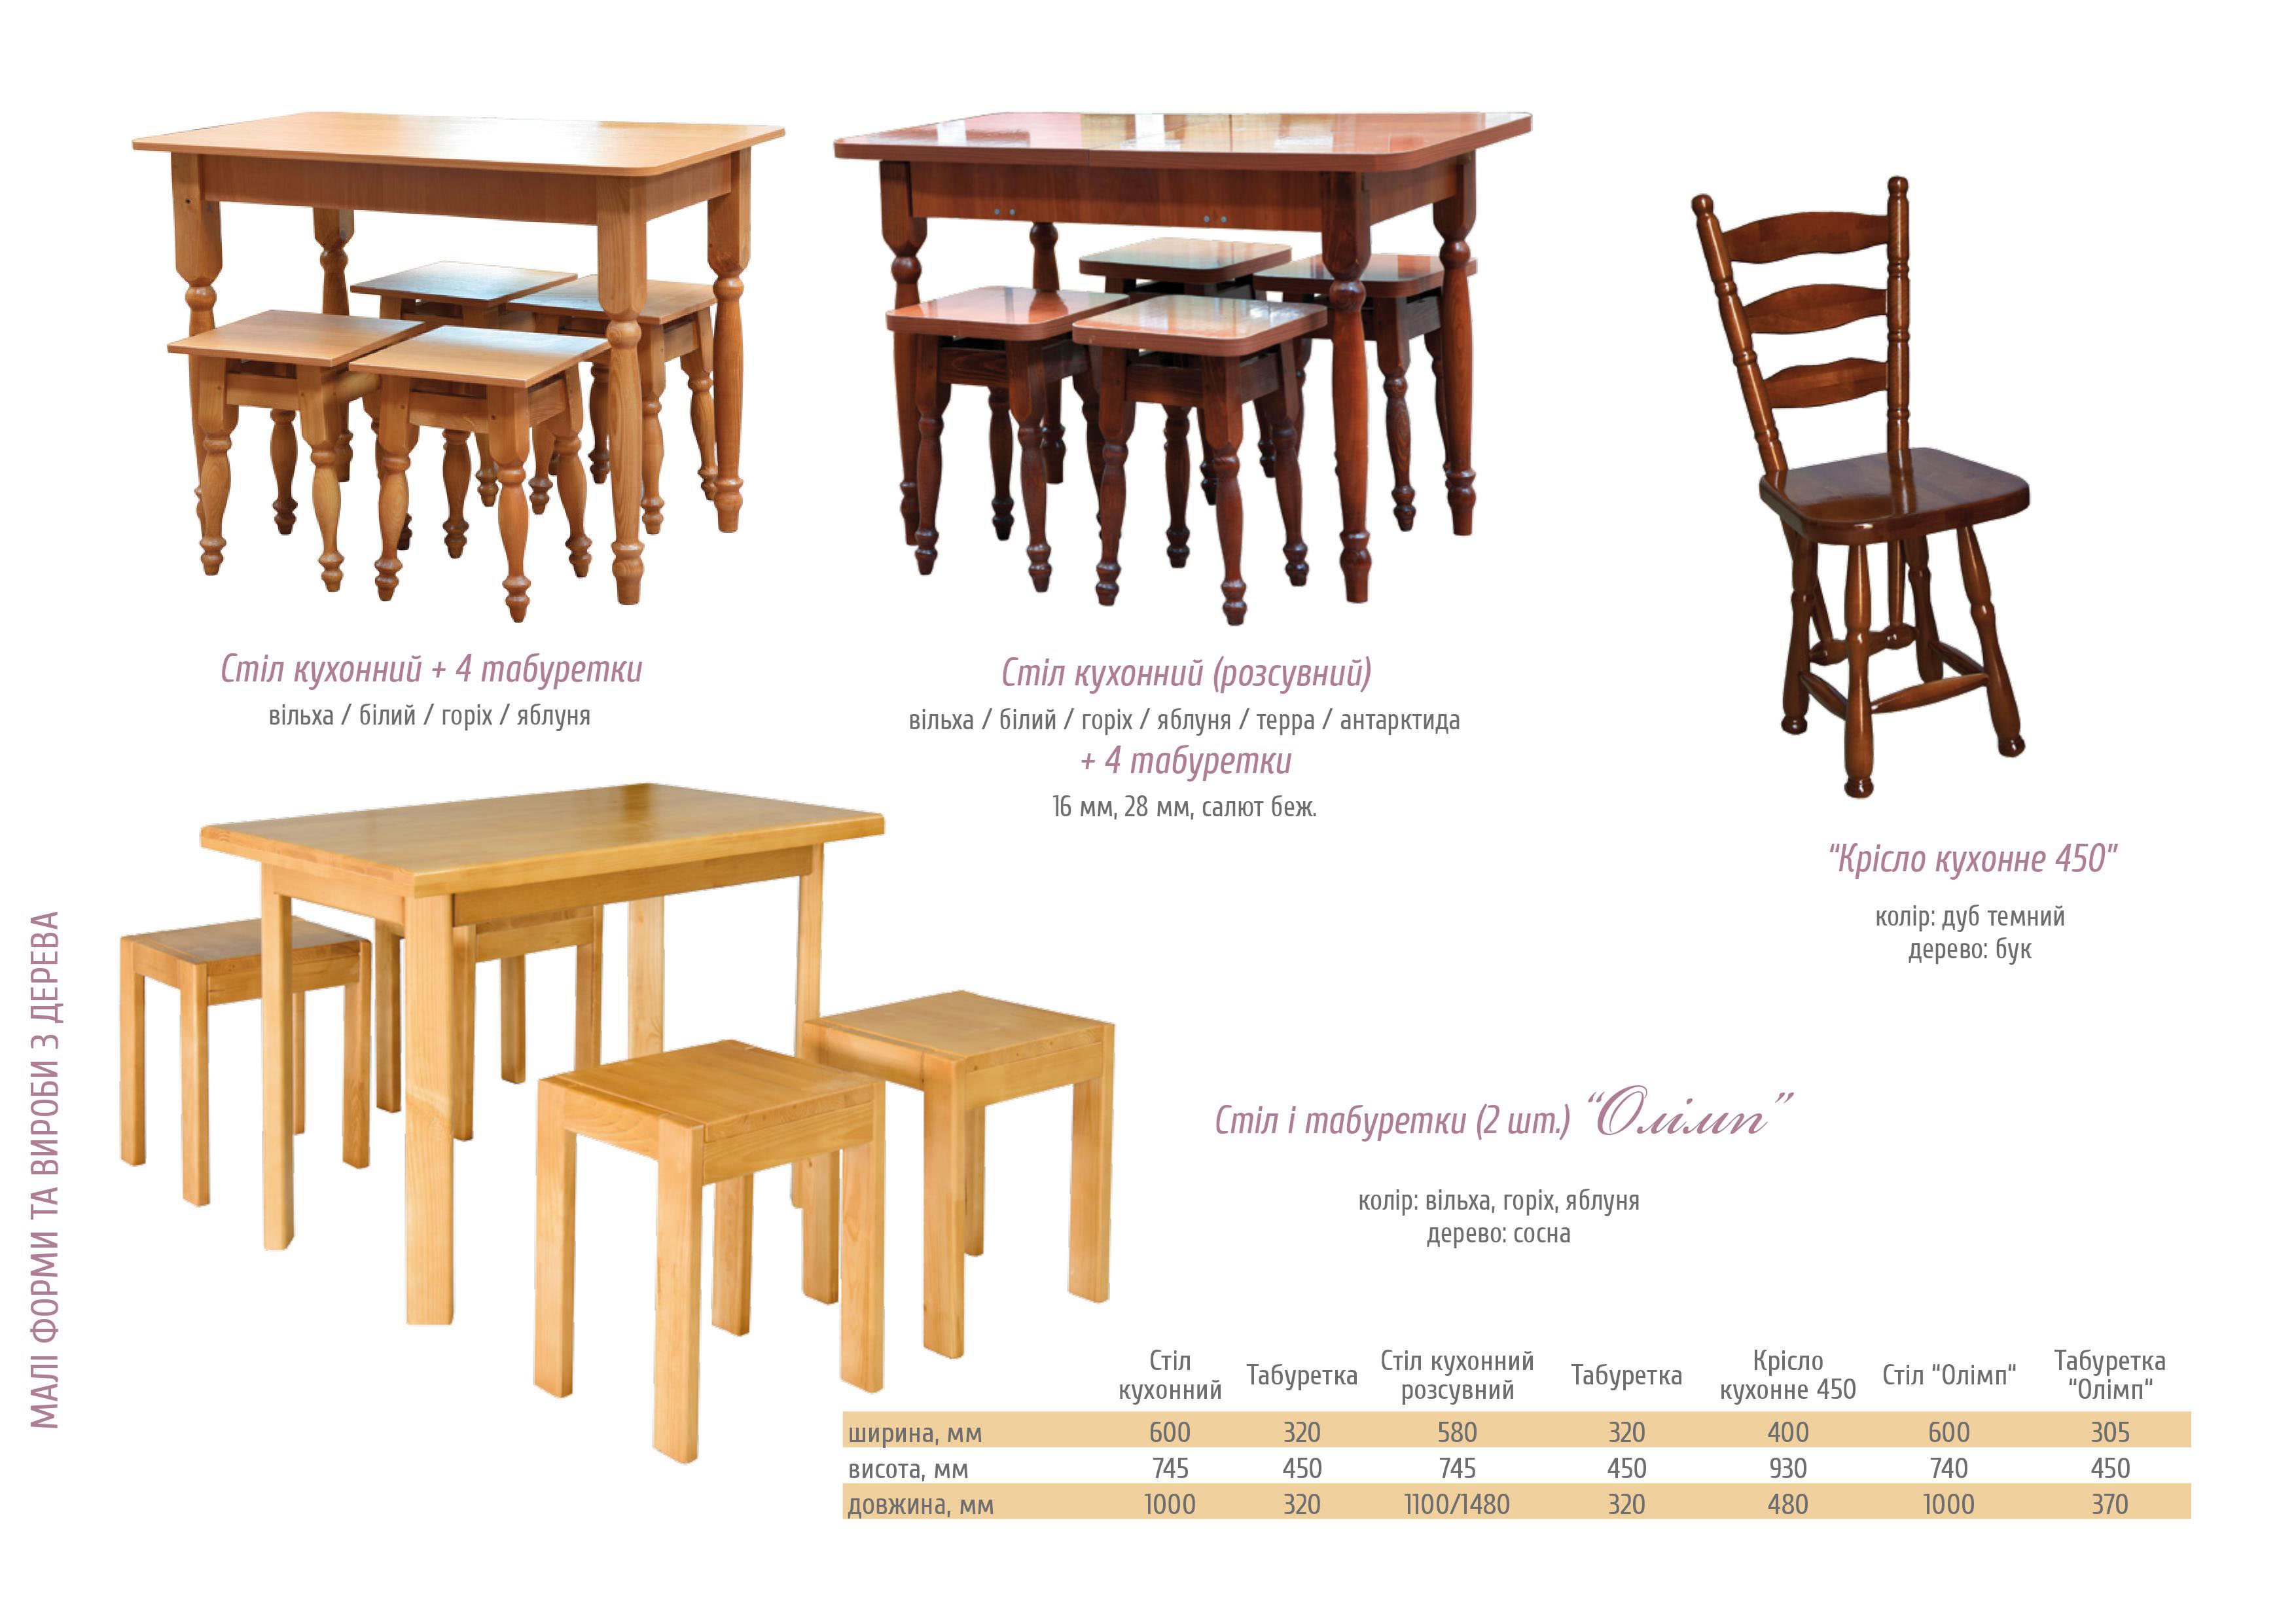 Стіл кухонний + 4 табуретки
вільха / білий / горіх / яблуня
Стіл кухонний (розсувний)
вільха / білий / горіх / яблуня / терра / антарктида
+ 4 табуретки
16 мм, 28 мм, салют беж.
“Крісло кухонне 450”
колір: дуб темний
дерево: бук
МАЛІ ФОРМИ ТА ВИРОБИ З ДЕРЕВА
Стіл і табуретки (2 шт.) “Олімп”
колір: вільха, горіх, яблуня
дерево: сосна
Стіл кухонний Табуретка Стіл кухонний розсувний Табуретка Крісло кухонне 450 Стіл “Олімп“ Табуретка “Олімп“
ширина, мм 600 320 580 320 400 600 305
висота, мм 745 450 745 450 930 740 450
довжина, мм 1000 320 1100/1480 320 480 1000 370